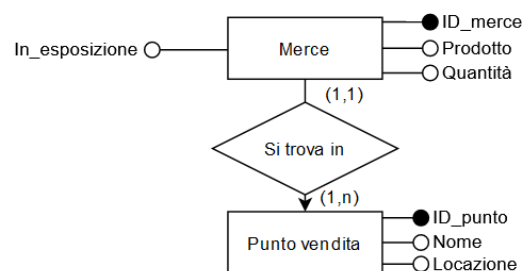 ID_merce
In_esposizione
Merce
Prodotto
Quantità
(1,1)
Si trova in
(1,n)
ID_punto
Punto vendita
Nome
Locazione